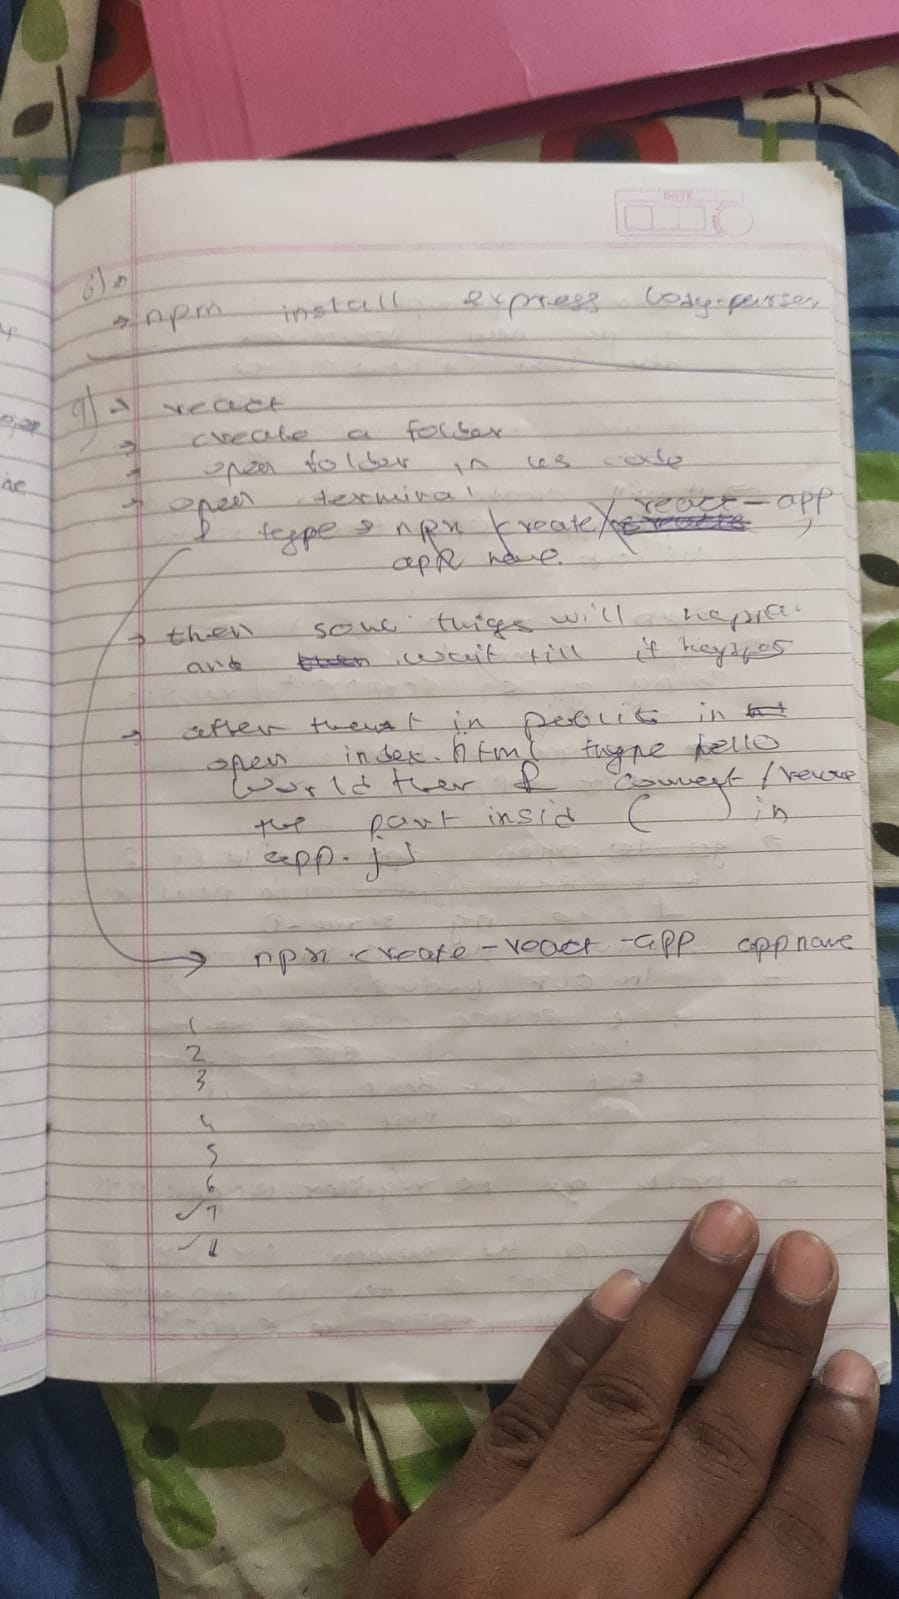 DATE
6)
→ npm install express body-parser
9) → react
→ create a folder
→ open folder in vs code
→ open terminal
& type → npx create react-app
app name.
→ then some things will happen
and wait till it happens
→ after that in public in
open index.html type hello
world then & convert /
the part inside ( ) in
app.js
→ npx create-react-app appname
1
2
3
4
5
6
✓ 7